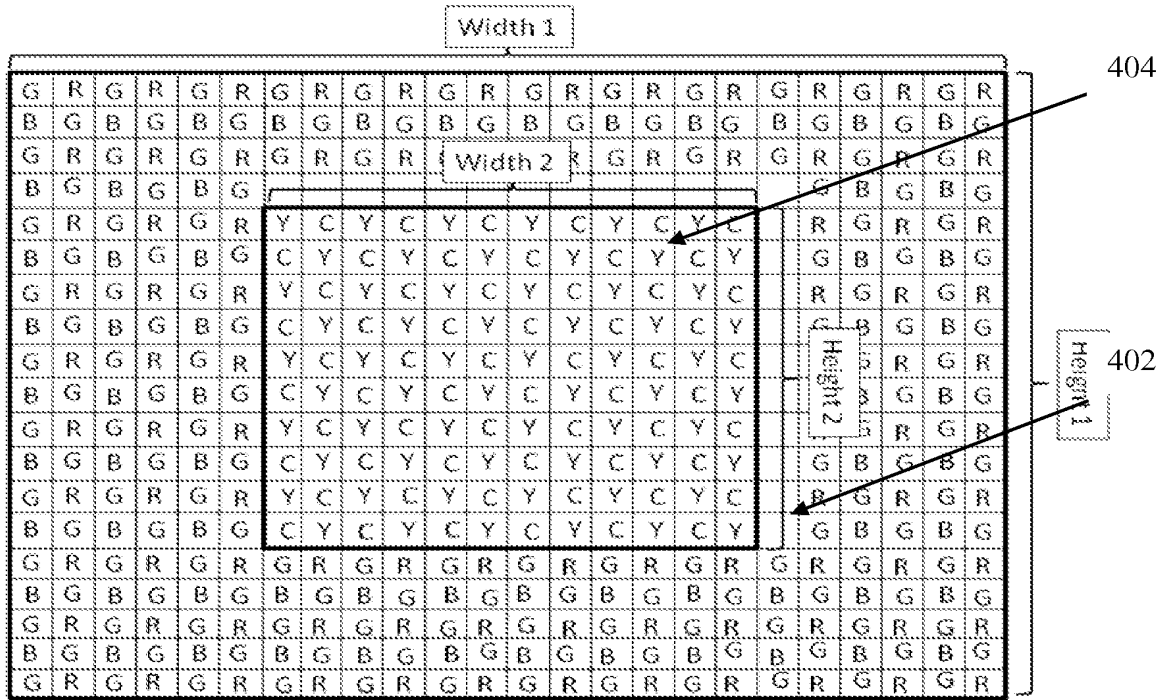 Width 1
404
G R G R G R G R G R G R G R G R G R G R G R G R
B G B G B G B G B G B G B G B G B G B G B G B G
G R G R G R G R G R Width 2 R G R G R G R G R G R
B G B G B G G B G B G
G R G R G R Y C Y C Y C Y C Y C Y C R G R G R
B G B G B G C Y C Y C Y C Y C Y C Y G B G B G
G R G R G R Y C Y C Y C Y C Y C Y C R G R G R
B G B G B G C Y C Y C Y C Y C Y C Y G B G B G
G R G R G R Y C Y C Y C Y C Y C Y C Height 2 G R G R Height 1 402
B G B G B G C Y C Y C Y C Y C Y C Y B G B G
G R G R G R Y C Y C Y C Y C Y C Y C G R G R
B G B G B G C Y C Y C Y C Y C Y C Y G B G B G
G R G R G R Y C Y C Y C Y C Y C Y C R G R G R
B G B G B G C Y C Y C Y C Y C Y C Y G B G B G
G R G R G R G R G R G R G R G R G R G R G R G R
B G B G B G B G B G B G B G B G B G B G B G B G
G R G R G R G R G R G R G R G R G R G R G R G R
B G B G B G B G B G B G B G B G B G B G B G B G
G R G R G R G R G R G R G R G R G R G R G R G R